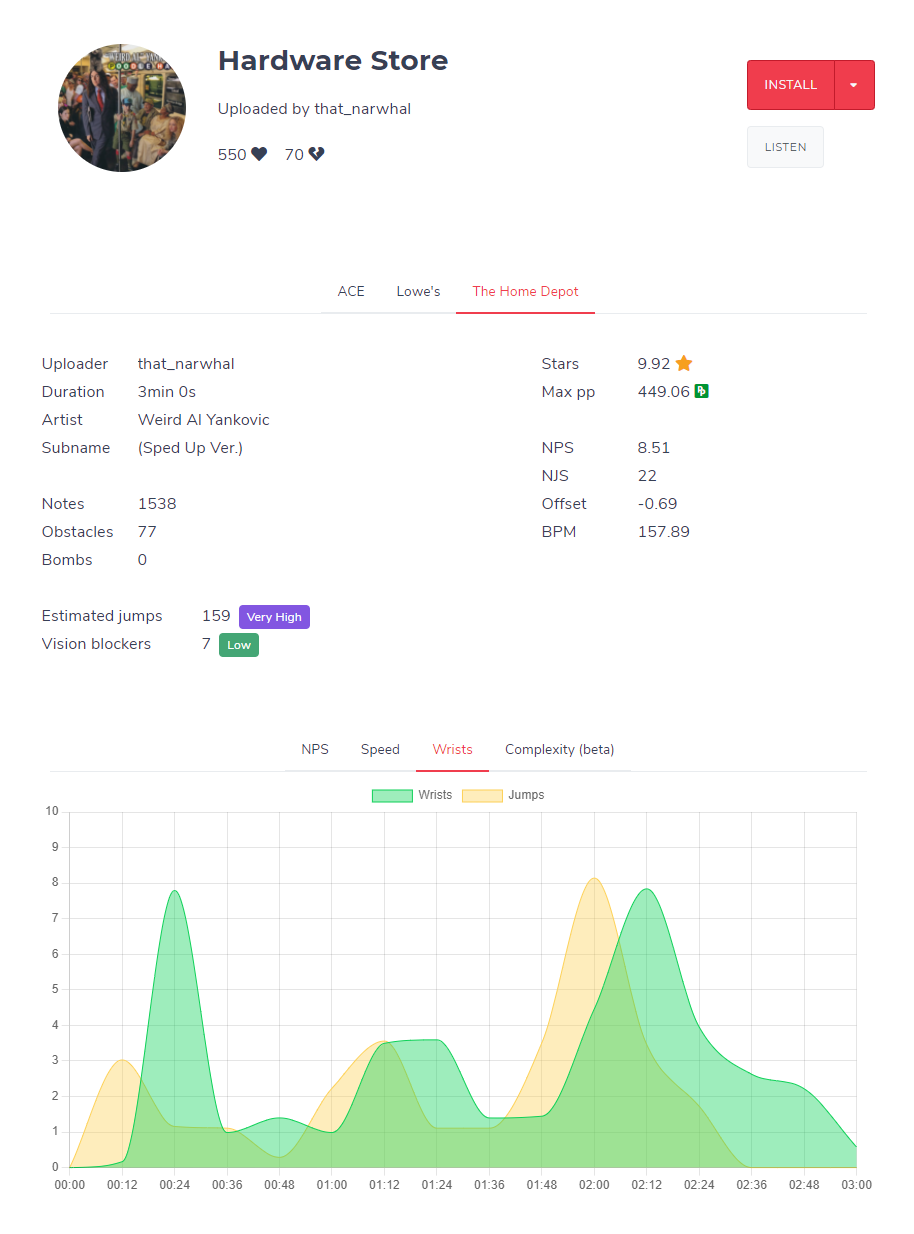 Hardware Store
Uploaded by that_narwhal
550 70
INSTALL
LISTEN
ACE Lowe's The Home Depot
Uploader that_narwhal
Duration 3min 0s
Artist Weird Al Yankovic
Subname (Sped Up Ver.)
Notes 1538
Obstacles 77
Bombs 0
Estimated jumps 159 Very High
Vision blockers 7 Low
Stars 9.92
Max pp 449.06
NPS 8.51
NJS 22
Offset -0.69
BPM 157.89
NPS Speed Wrists Complexity (beta)
Wrists Jumps
10
9
8
7
6
5
4
3
2
1
0
00:00 00:12 00:24 00:36 00:48 01:00 01:12 01:24 01:36 01:48 02:00 02:12 02:24 02:36 02:48 03:00